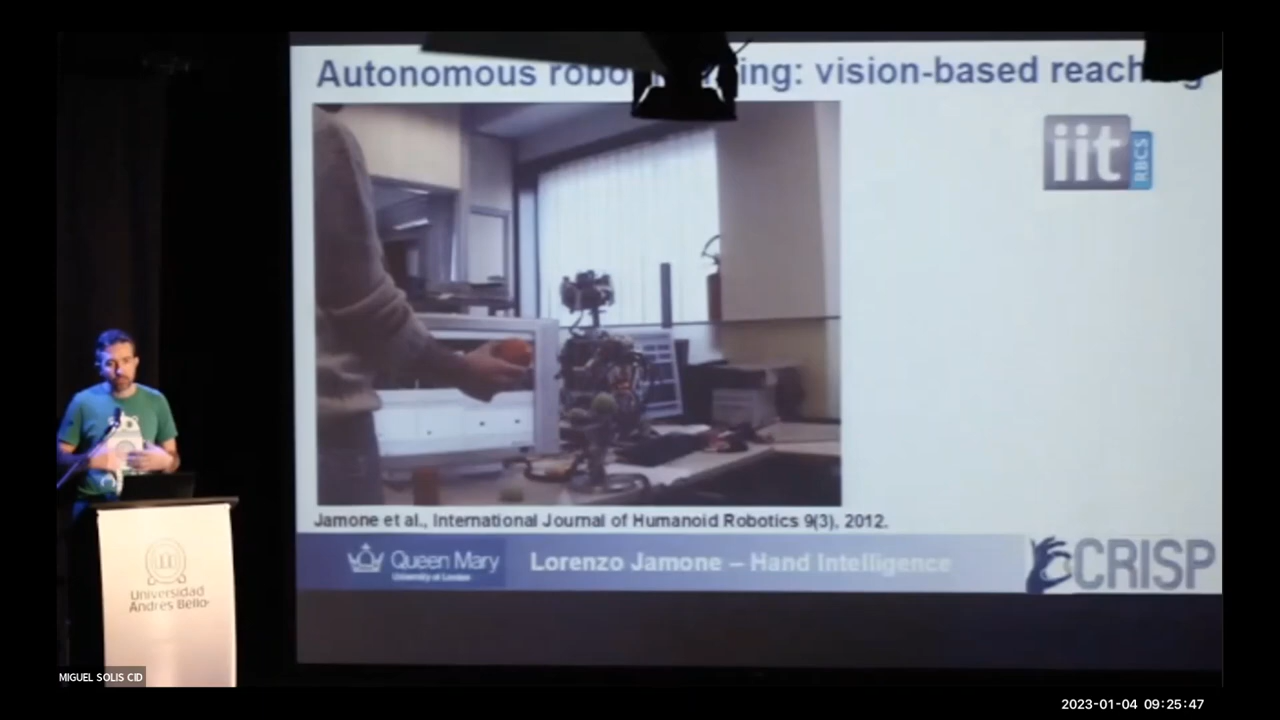 Autonomous robo ing: vision-based reach g
iit
RBCS
Jamone et al., International Journal of Humanoid Robotics 9(3), 2012.
Queen Mary
University of London
Lorenzo Jamone – Hand Intelligence
CRISP
Universidad
Andrés Bello
MIGUEL SOLIS CID
2023-01-04 09:25:47